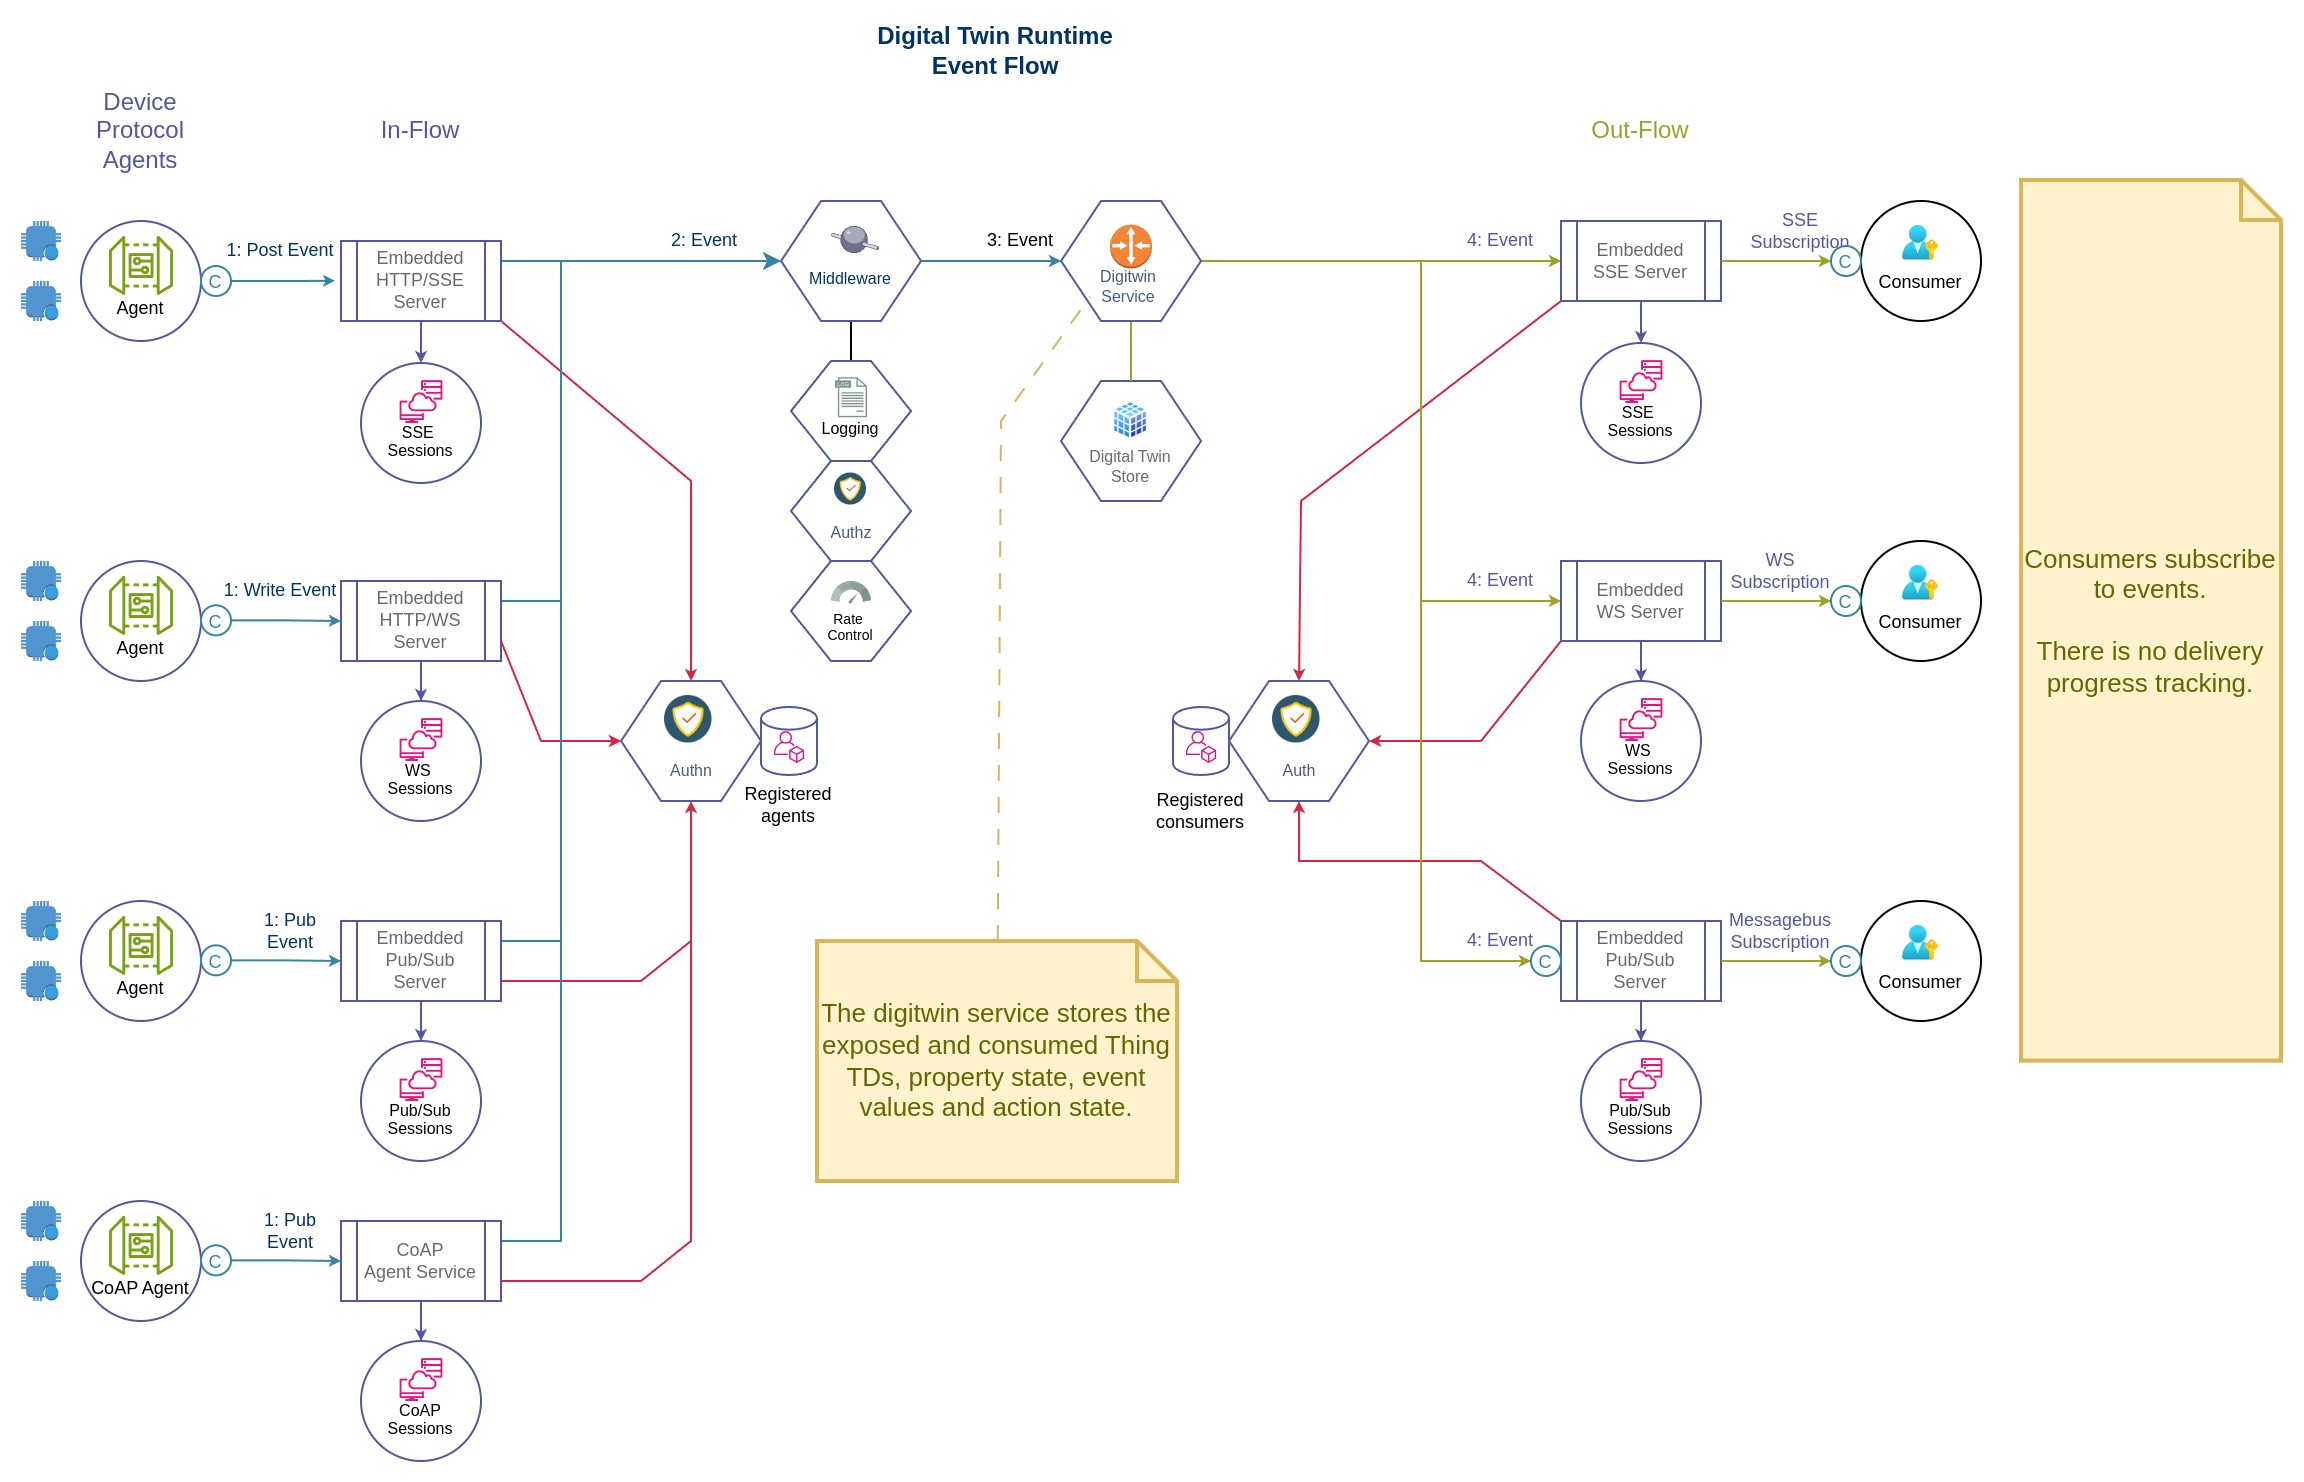 Digital Twin Runtime
Event Flow
Device
Protocol
Agents
In-Flow
Out-Flow
1: Post Event
C
Agent
Embedded
HTTP/SSE
Server
SSE
Sessions
2: Event
Middleware
LOG
Logging
Authz
Rate
Control
3: Event
Digitwin
Service
Digital Twin
Store
4: Event
Embedded
SSE Server
SSE
Subscription
C
Consumer
SSE
Sessions
1: Write Event
C
Agent
Embedded
HTTP/WS
Server
WS
Sessions
Authn
Registered
agents
Auth
Registered
consumers
4: Event
Embedded
WS Server
WS
Subscription
C
Consumer
WS
Sessions
1: Pub
Event
C
Agent
Embedded
Pub/Sub
Server
Pub/Sub
Sessions
The digitwin service stores the
exposed and consumed Thing
TDs, property state, event
values and action state.
4: Event
C
Embedded
Pub/Sub
Server
Messagebus
Subscription
C
Consumer
Pub/Sub
Sessions
1: Pub
Event
C
CoAP Agent
CoAP
Agent Service
CoAP
Sessions
Consumers subscribe
to events.
There is no delivery
progress tracking.